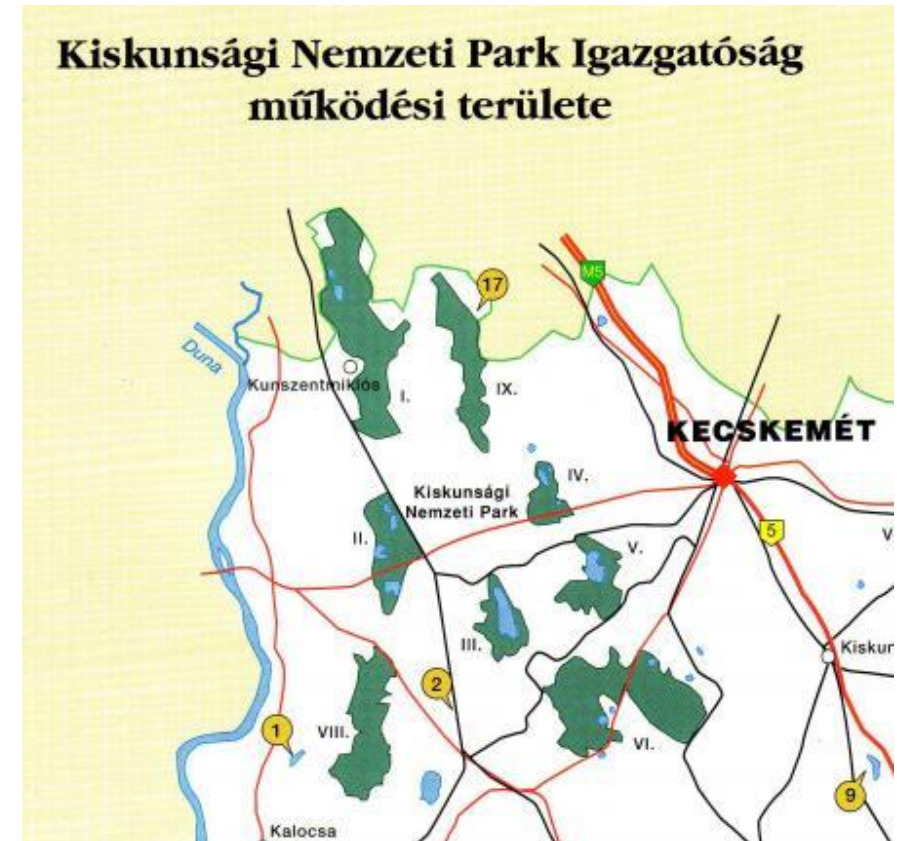 Kiskunsági Nemzeti Park Igazgatóság
működési területe
17
M5
Duna
Kunszentmiklós
I.
IX.
KECSKEMÉT
Kiskunsági
Nemzeti Park
IV.
II.
5
V.
V
III.
Kiskun
2
1
VIII.
VI.
9
Kalocsa